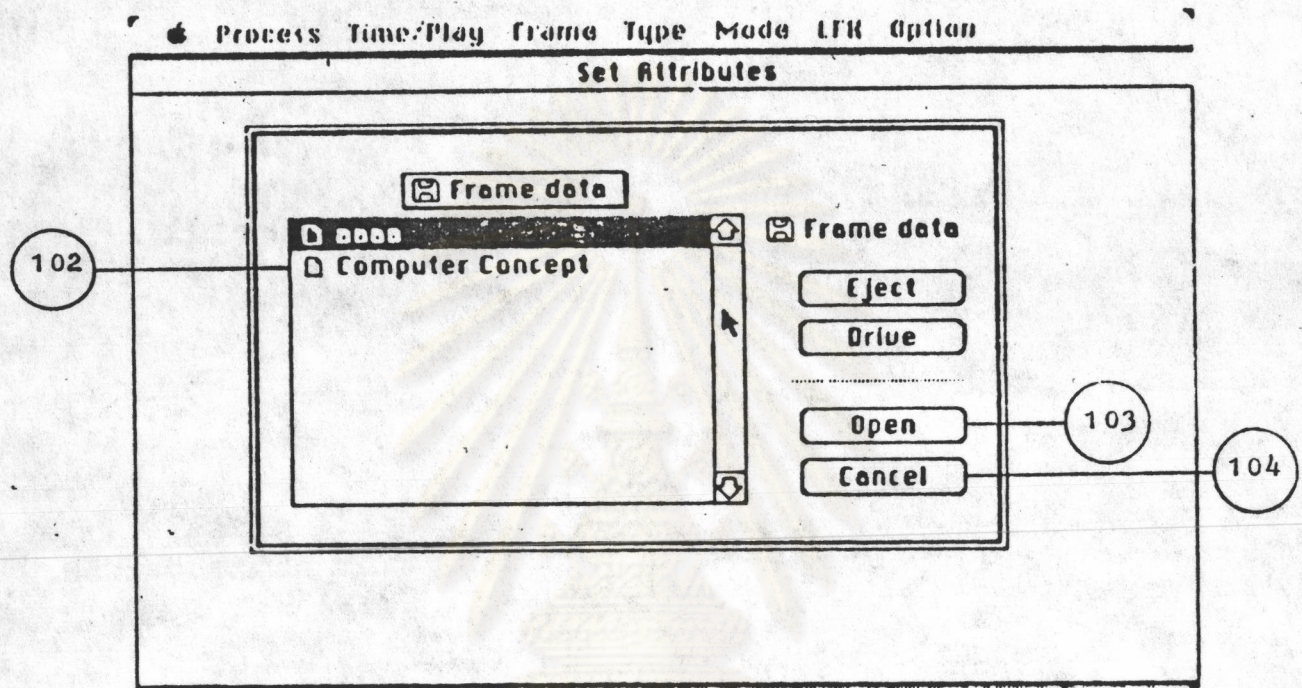 Process Time/Play Frame Type Mode LFK Option
Set Attributes
Frame data
Frame data
Computer Concept
Eject
Drive
Open
Cancel
102
103
104